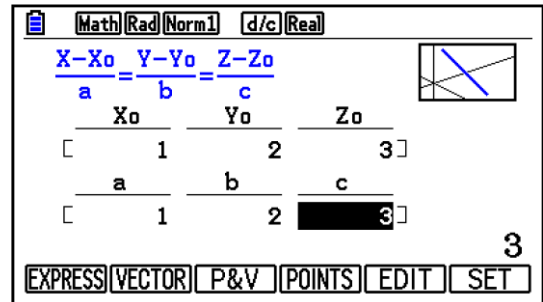 Math Rad Norm1 d/c Real
X-Xo/a=Y-Yo/b=Z-Zo/c
Xo Yo Zo
[ 1 2 3]
a b c
[ 1 2 3]
3
EXPRESS VECTOR P&V POINTS EDIT SET